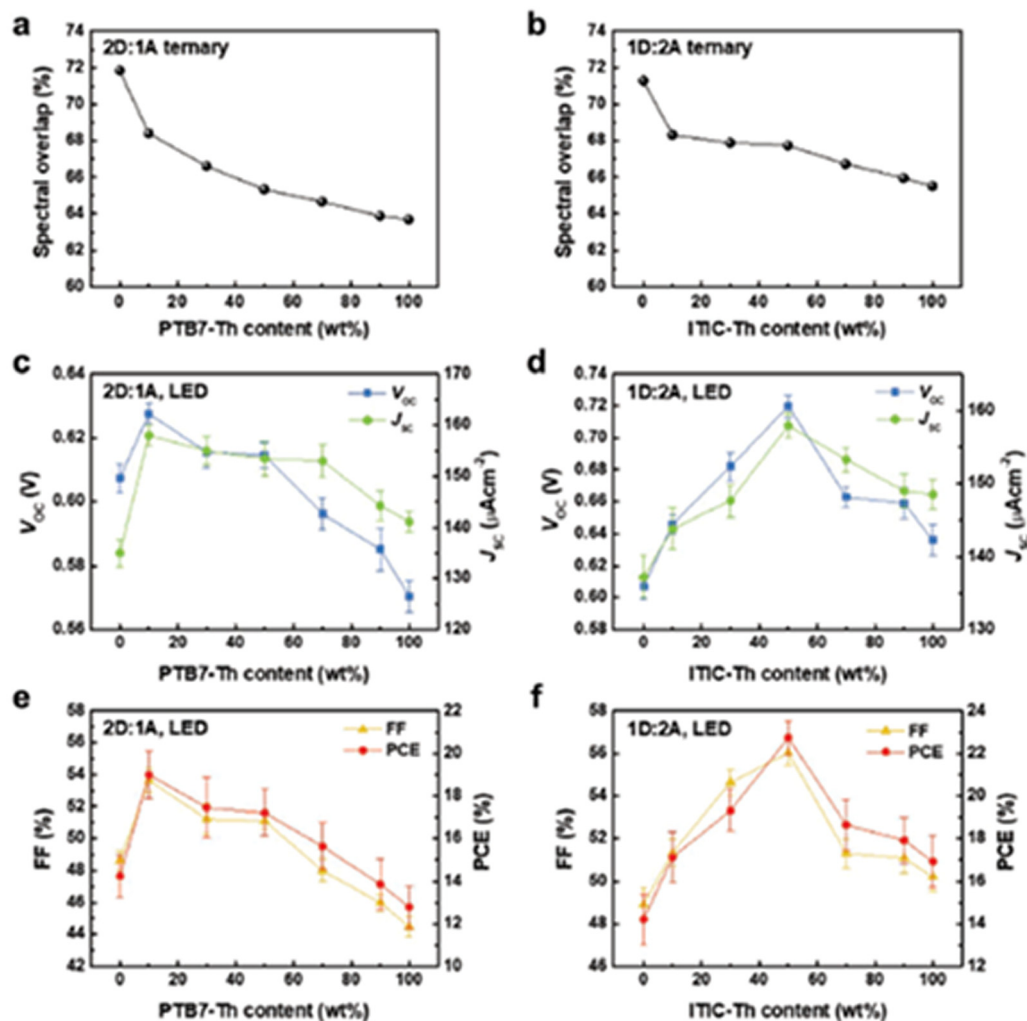 a
2D:1A ternary
Spectral overlap (%)
74
72
70
68
66
64
62
60
0 20 40 60 80 100
PTB7-Th content (wt%)
b
1D:2A ternary
Spectral overlap (%)
74
72
70
68
66
64
62
60
0 20 40 60 80 100
ITIC-Th content (wt%)
c
2D:1A, LED
VOC
JSC
VOC (V)
0.64
0.62
0.60
0.58
0.56
JSC (μAcm-2)
170
160
150
140
130
120
0 20 40 60 80 100
PTB7-Th content (wt%)
d
1D:2A, LED
VOC
JSC
VOC (V)
0.74
0.72
0.70
0.68
0.66
0.64
0.62
0.60
0.58
JSC (μAcm-2)
160
150
140
130
0 20 40 60 80 100
ITIC-Th content (wt%)
e
2D:1A, LED
FF
PCE
FF (%)
58
56
54
52
50
48
46
44
42
PCE (%)
22
20
18
16
14
12
10
0 20 40 60 80 100
PTB7-Th content (wt%)
f
1D:2A, LED
FF
PCE
FF (%)
58
56
54
52
50
48
46
PCE (%)
24
22
20
18
16
14
12
0 20 40 60 80 100
ITIC-Th content (wt%)